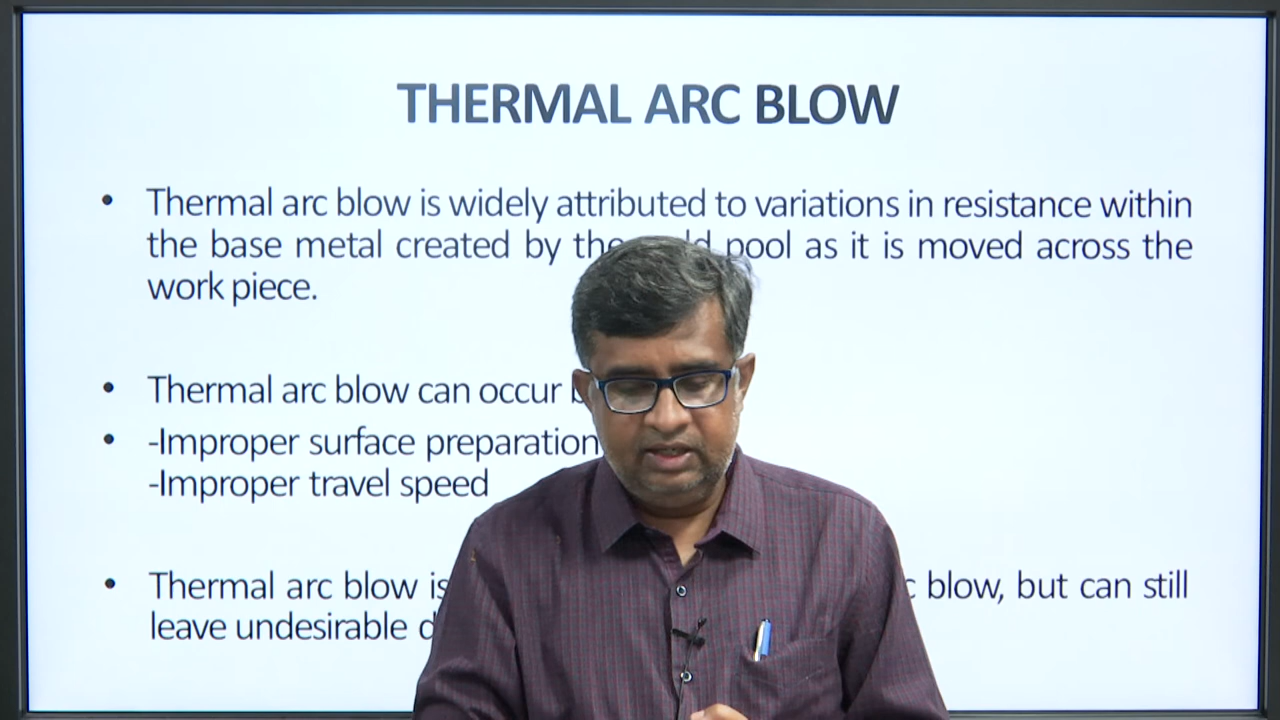 THERMAL ARC BLOW
• Thermal arc blow is widely attributed to variations in resistance within
the base metal created by the pool as it is moved across the
work piece.
• Thermal arc blow can occur
• -Improper surface preparation
-Improper travel speed
• Thermal arc blow is blow, but can still
leave undesirable